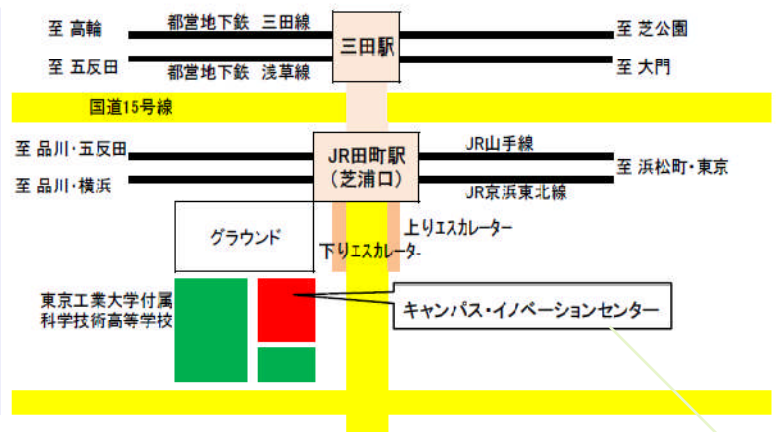 至 高輪
都営地下鉄 三田線
三田駅
至 芝公園
至 五反田
都営地下鉄 浅草線
至 大門
国道15号線
至 品川・五反田
JR田町駅
(芝浦口)
JR山手線
至 浜松町・東京
至 品川・横浜
JR京浜東北線
グラウンド
上りエスカレーター
下りエスカレータ-
東京工業大学付属
科学技術高等学校
キャンパス・イノベーションセンター